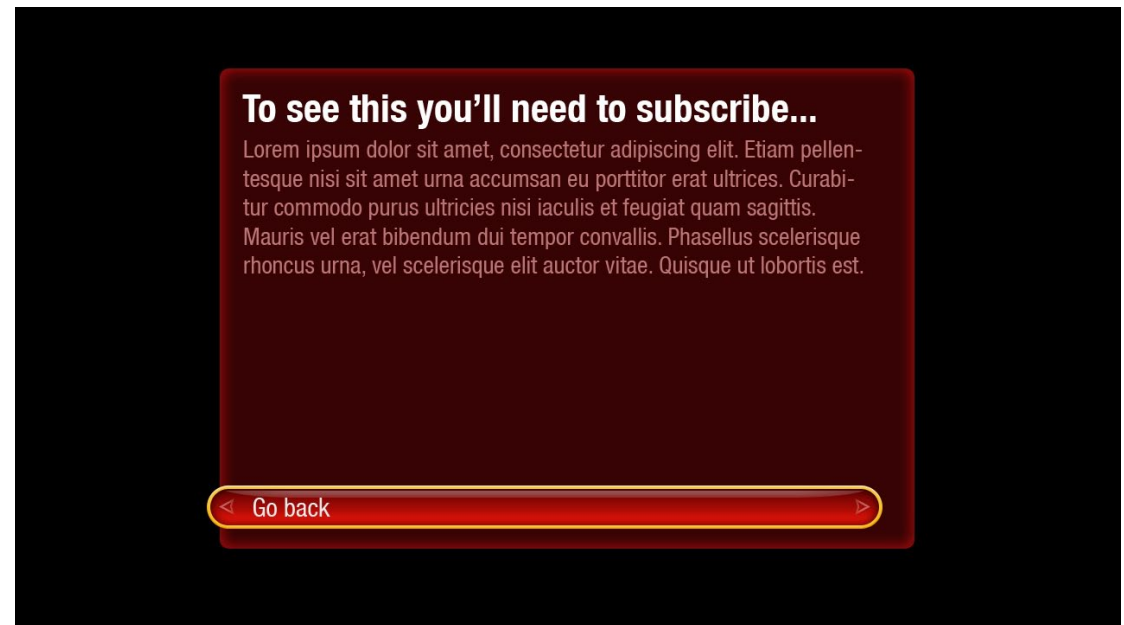 To see this you’ll need to subscribe...
Lorem ipsum dolor sit amet, consectetur adipiscing elit. Etiam pellen-
tesque nisi sit amet urna accumsan eu porttitor erat ultrices. Curabi-
tur commodo purus ultricies nisi iaculis et feugiat quam sagittis.
Mauris vel erat bibendum dui tempor convallis. Phasellus scelerisque
rhoncus urna, vel scelerisque elit auctor vitae. Quisque ut lobortis est.
Go back